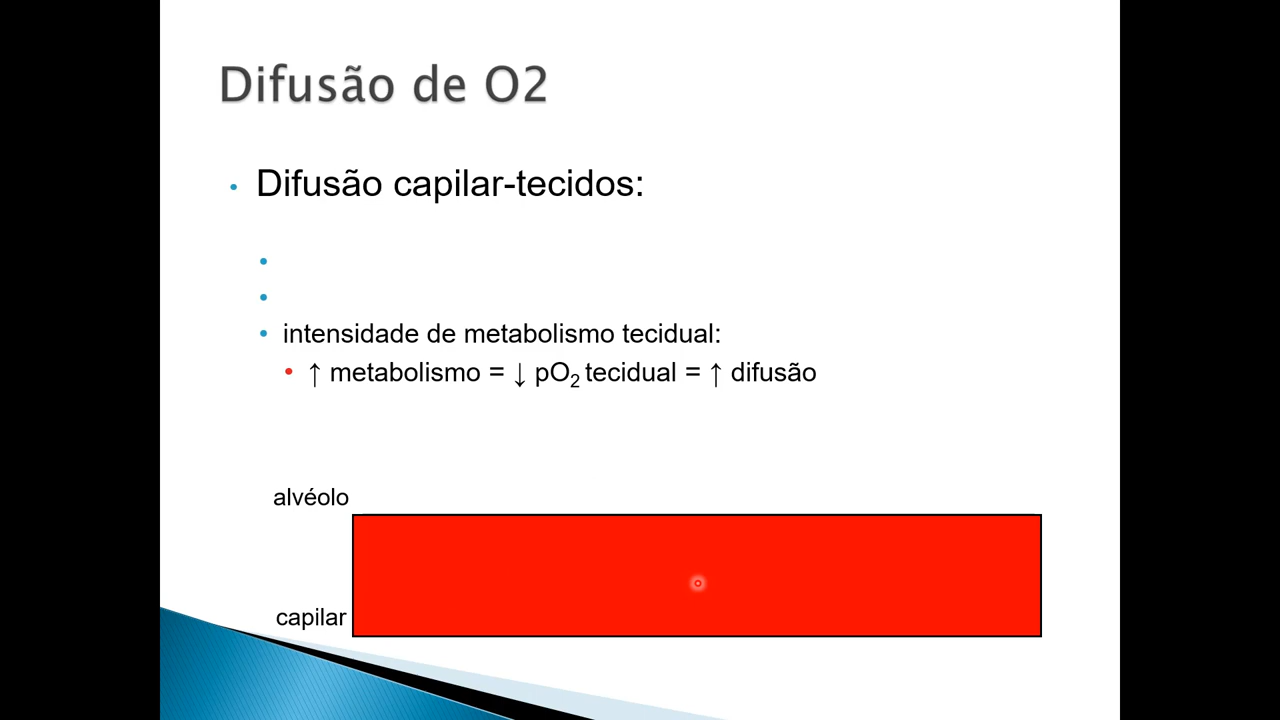 Difusão de O2
• Difusão capilar-tecidos:
•
•
• intensidade de metabolismo tecidual:
• ↑ metabolismo = ↓ pO₂ tecidual = ↑ difusão
alvéolo
capilar